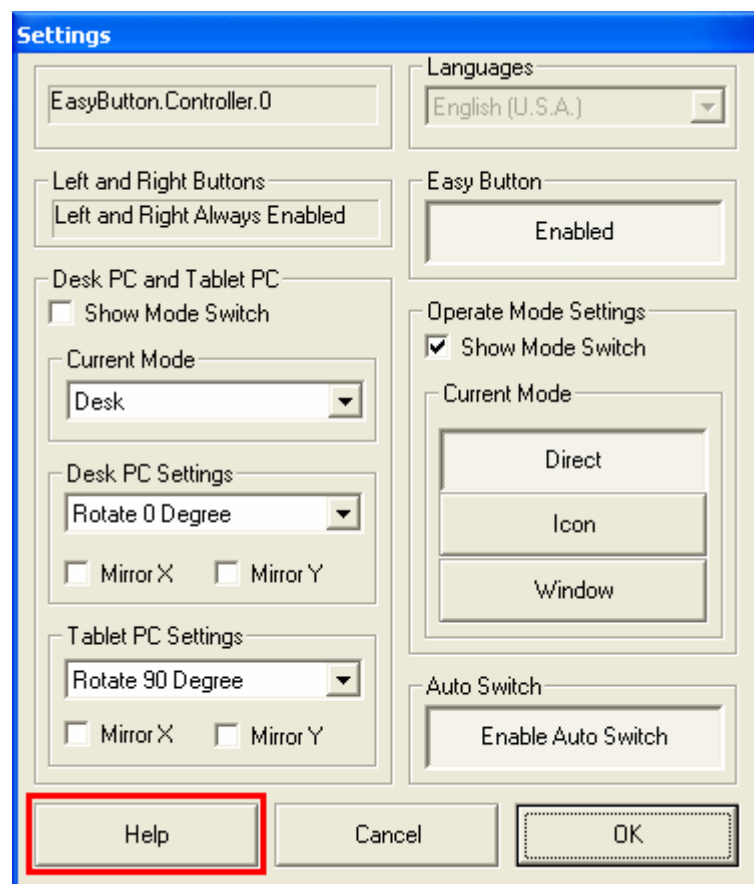 Settings
EasyButton.Controller.0
Left and Right Buttons
Left and Right Always Enabled
Desk PC and Tablet PC
Show Mode Switch
Current Mode
Desk
Desk PC Settings
Rotate 0 Degree
Mirror X Mirror Y
Tablet PC Settings
Rotate 90 Degree
Mirror X Mirror Y
Languages
English (U.S.A.)
Easy Button
Enabled
Operate Mode Settings
Show Mode Switch
Current Mode
Direct
Icon
Window
Auto Switch
Enable Auto Switch
Help Cancel OK